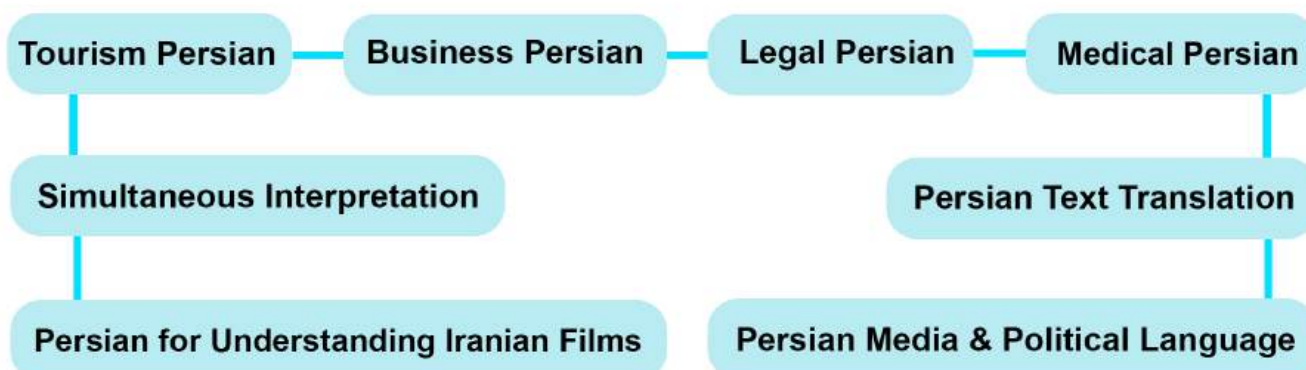 Tourism Persian
Business Persian
Legal Persian
Medical Persian
Simultaneous Interpretation
Persian Text Translation
Persian for Understanding Iranian Films
Persian Media & Political Language